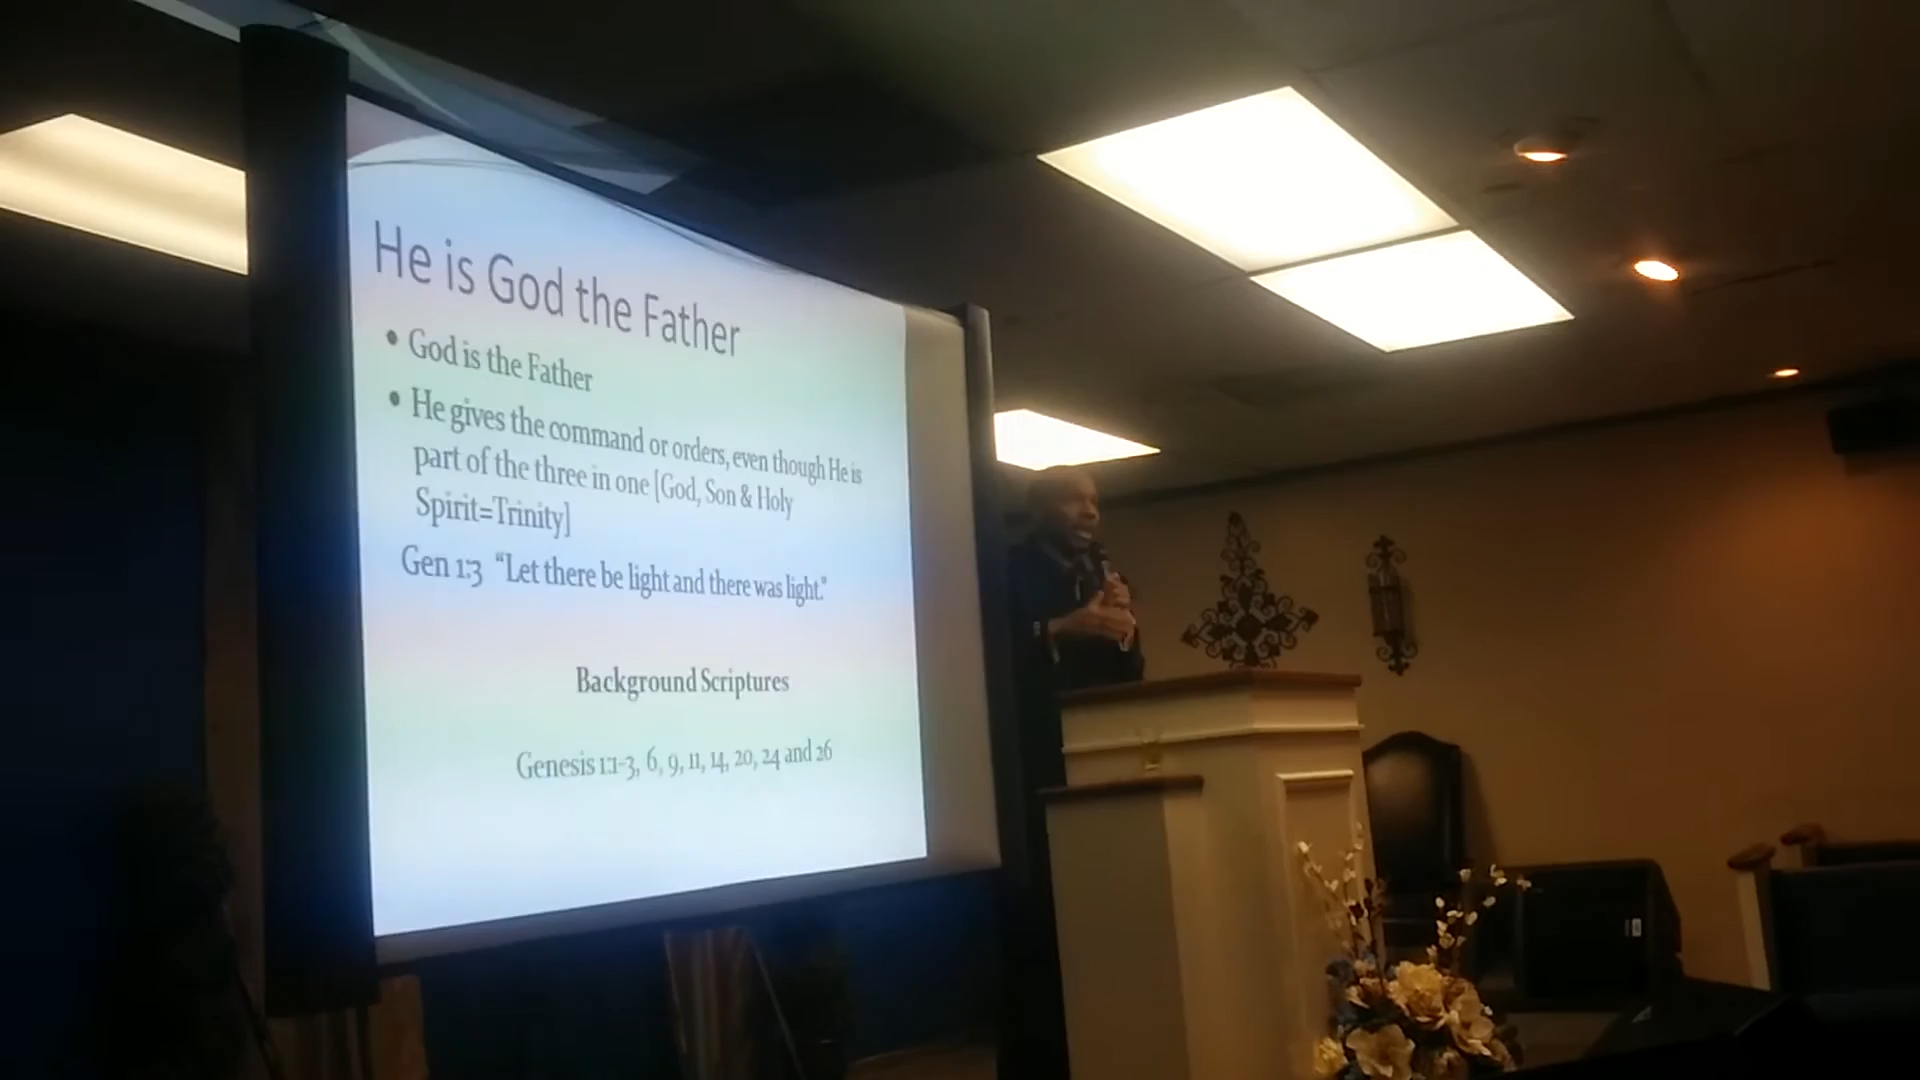 He is God the Father
• God is the Father
• He gives the command or orders, even though He is
part of the three in one [God, Son & Holy
Spirit=Trinity]
Gen 1:3 "Let there be light and there was light."
Background Scriptures
Genesis 1:1-3, 6, 9, 11, 14, 20, 24 and 26